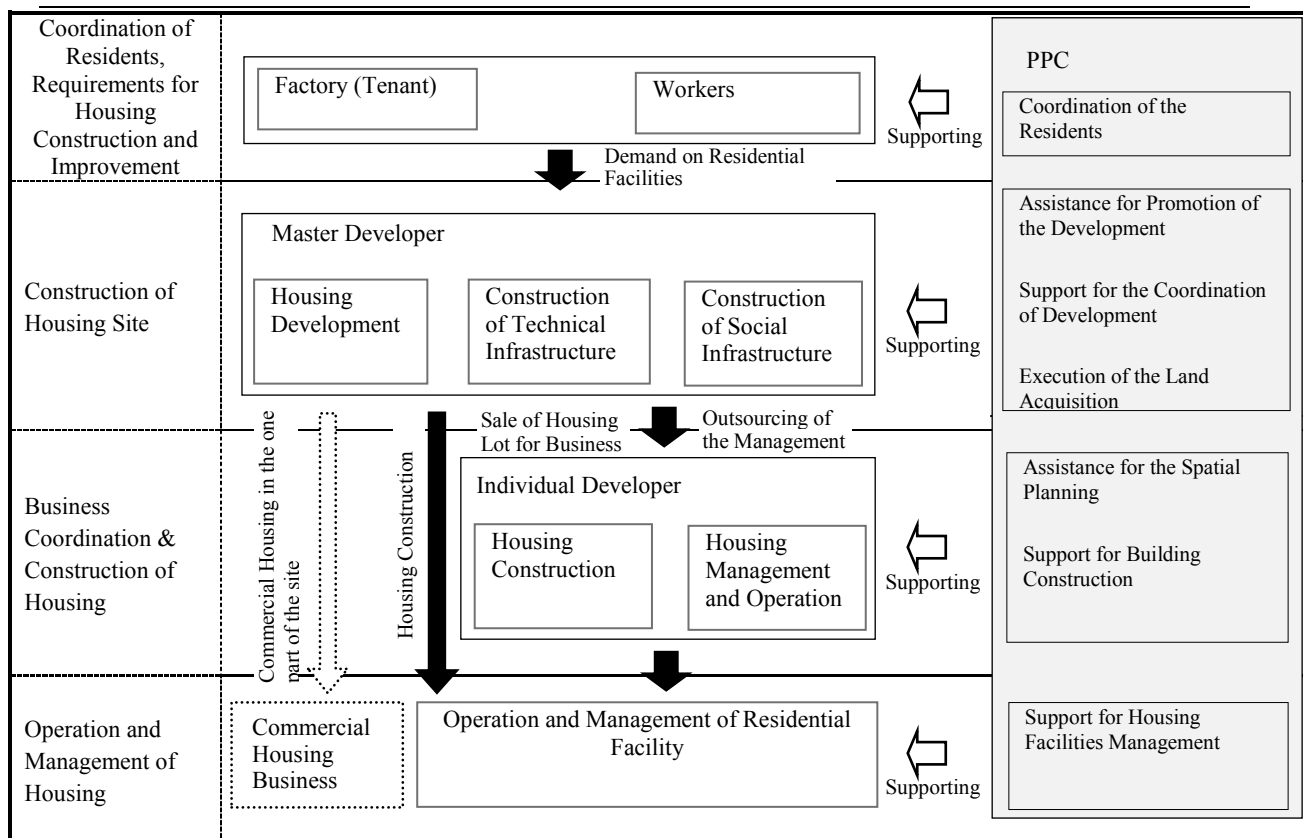 Coordination of
Residents,
Requirements for
Housing
Construction and
Improvement
Factory (Tenant)
Workers
Supporting
PPC
Coordination of the
Residents
Demand on Residential
Facilities
Construction of
Housing Site
Master Developer
Housing
Development
Construction
of Technical
Infrastructure
Construction
of Social
Infrastructure
Supporting
Assistance for Promotion of
the Development
Support for the Coordination
of Development
Execution of the Land
Acquisition
Commercial Housing in the one
part of the site
Housing Construction
Sale of Housing
Lot for Business
Outsourcing of
the Management
Business
Coordination &
Construction of
Housing
Individual Developer
Housing
Construction
Housing
Management
and Operation
Supporting
Assistance for the Spatial
Planning
Support for Building
Construction
Operation and
Management of
Housing
Commercial
Housing
Business
Operation and Management of Residential
Facility
Supporting
Support for Housing
Facilities Management